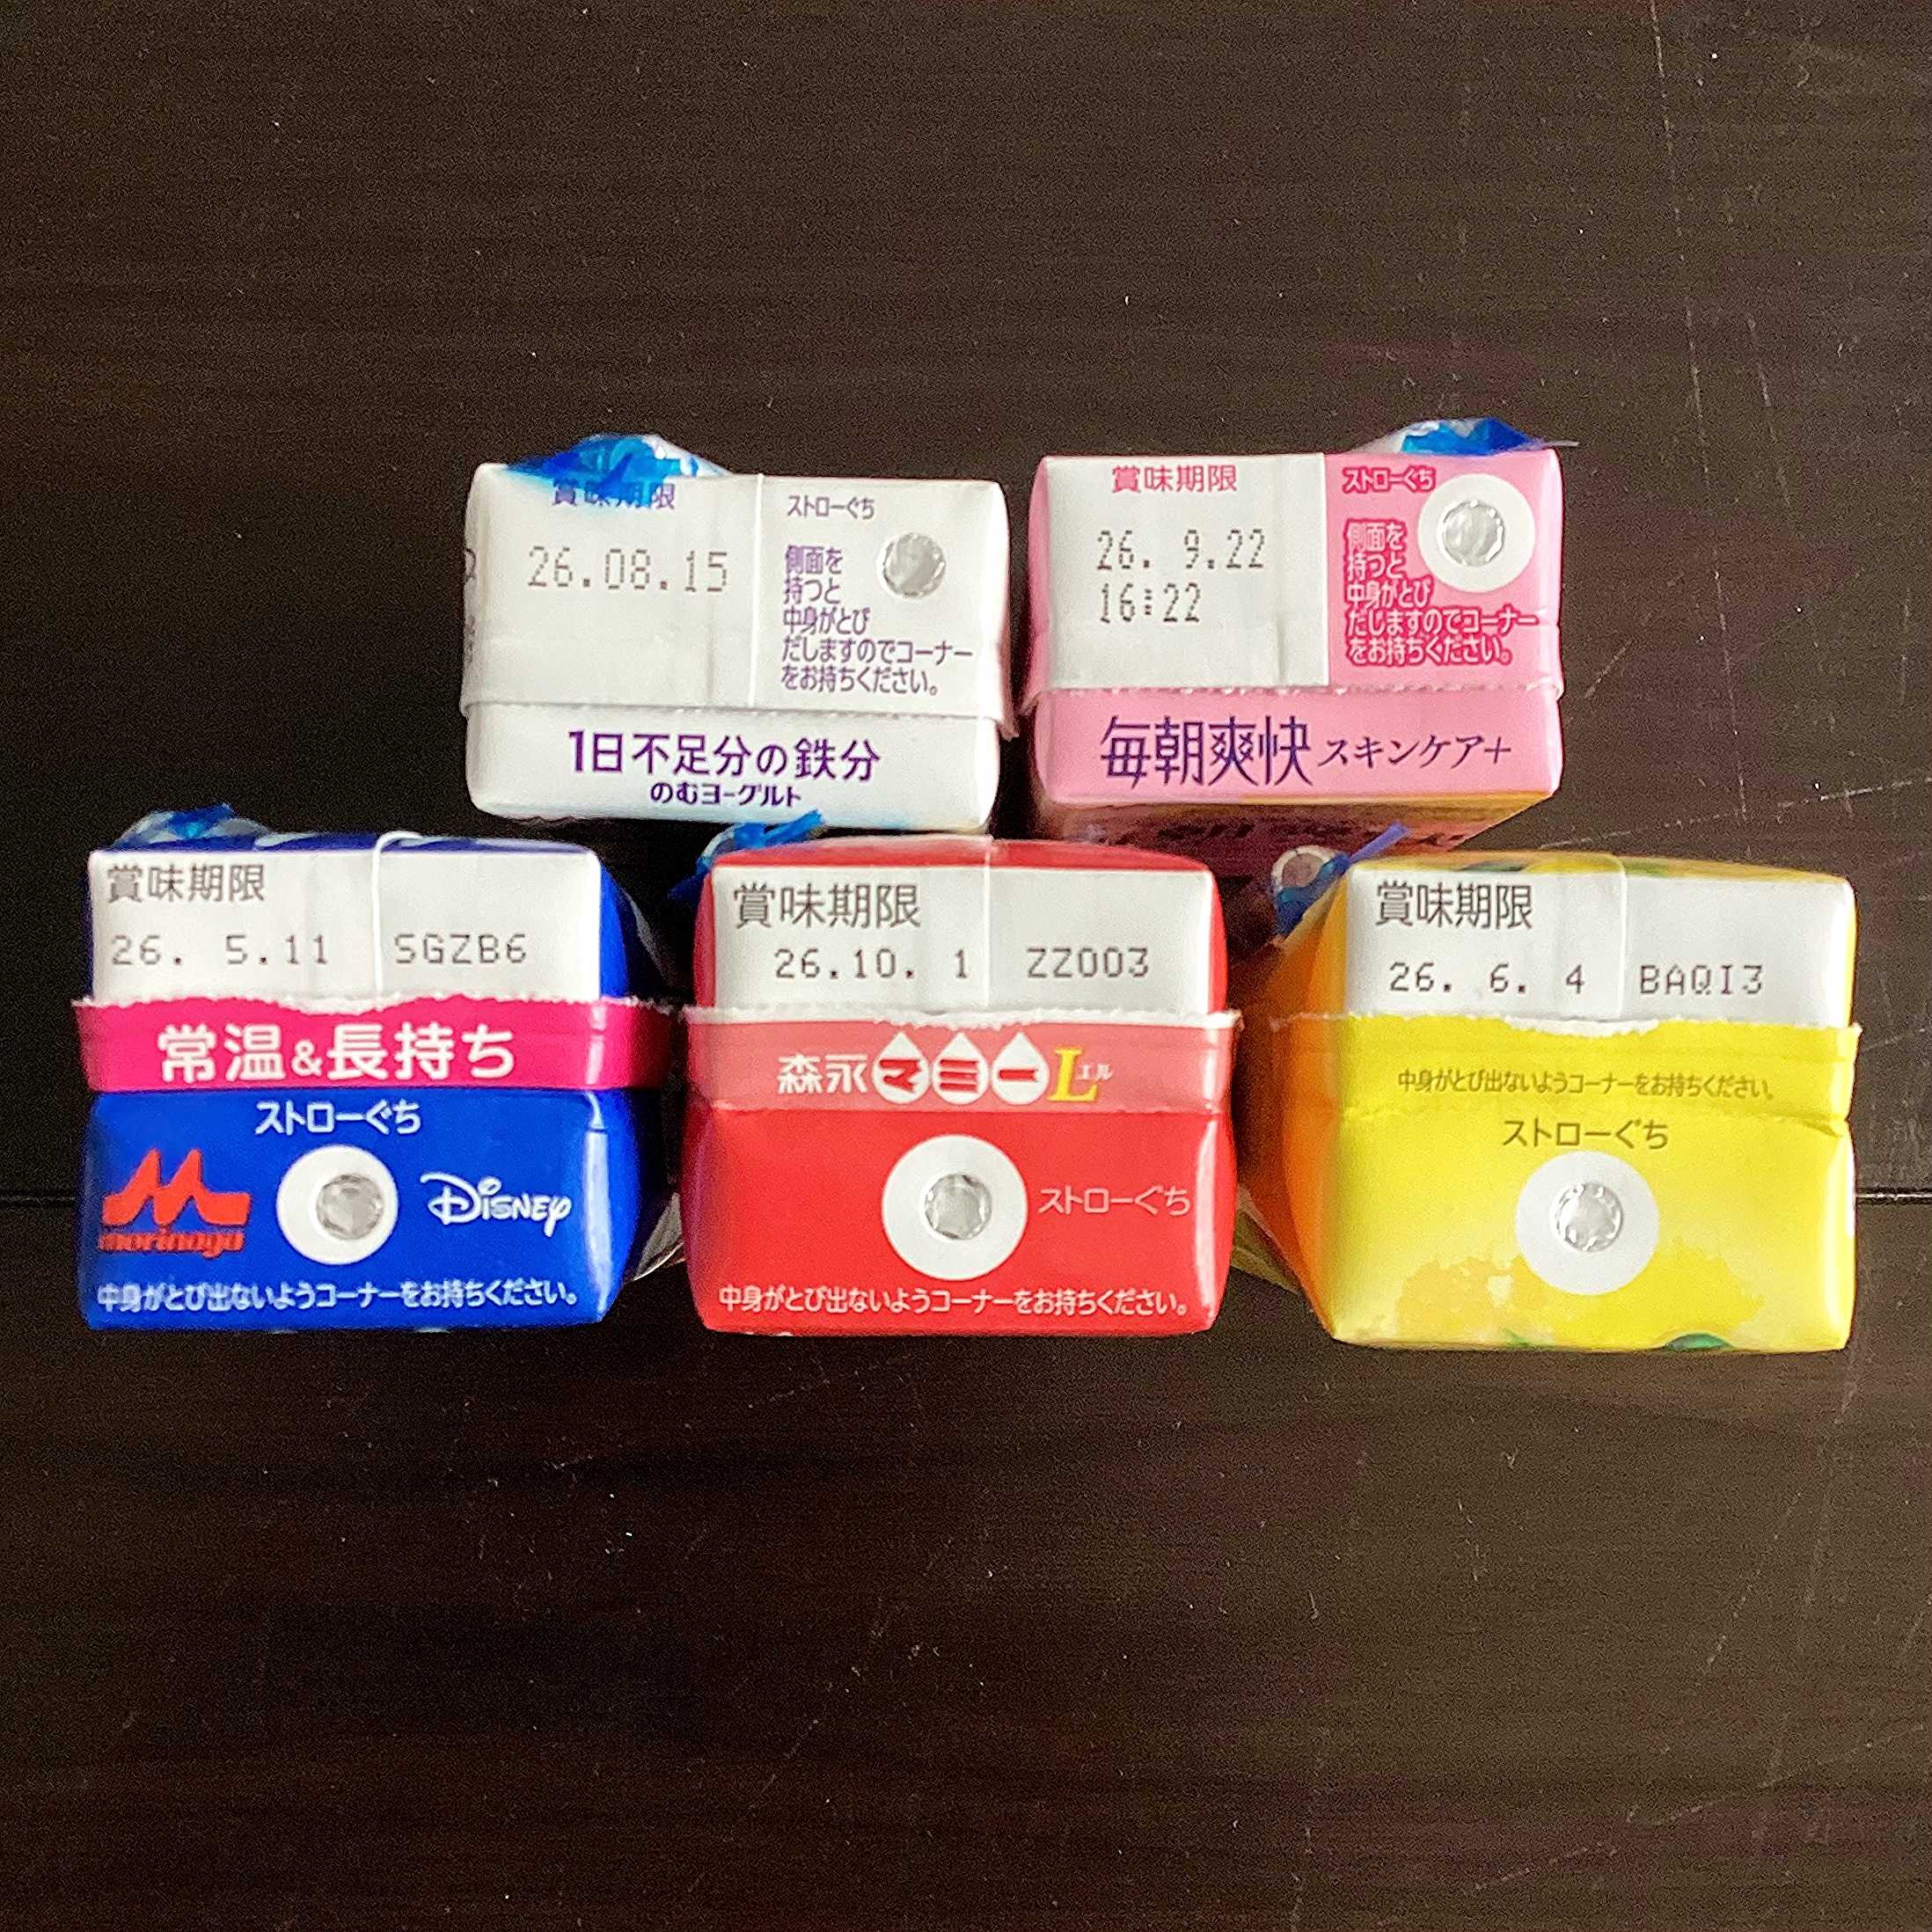 賞味期限
26.08.15
ストローぐち
側面を
持つと
中身がとび
だしますのでコーナー
をお持ちください。
1日不足分の鉄分
のむヨーグルト
賞味期限
26. 9.22
16:22
ストローぐち
側面を
持つと
中身がとび
だしますのでコーナー
をお持ちください。
毎朝爽快 スキンケア+
賞味期限
26. 5.11 SGZB6
常温&長持ち
ストローぐち
morinaga
Disney
中身がとび出ないようコーナーをお持ちください。
賞味期限
26.10. 1 ZZ003
森永マミーL エル
ストローぐち
中身がとび出ないようコーナーをお持ちください。
賞味期限
26. 6. 4 BAQI3
中身がとび出ないようコーナーをお持ちください。
ストローぐち